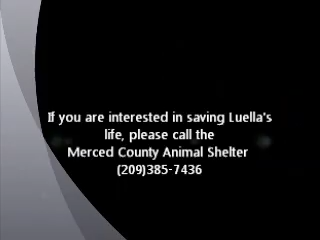 If you are interested in saving Luella's
life, please call the
Merced County Animal Shelter
(209)385-7436